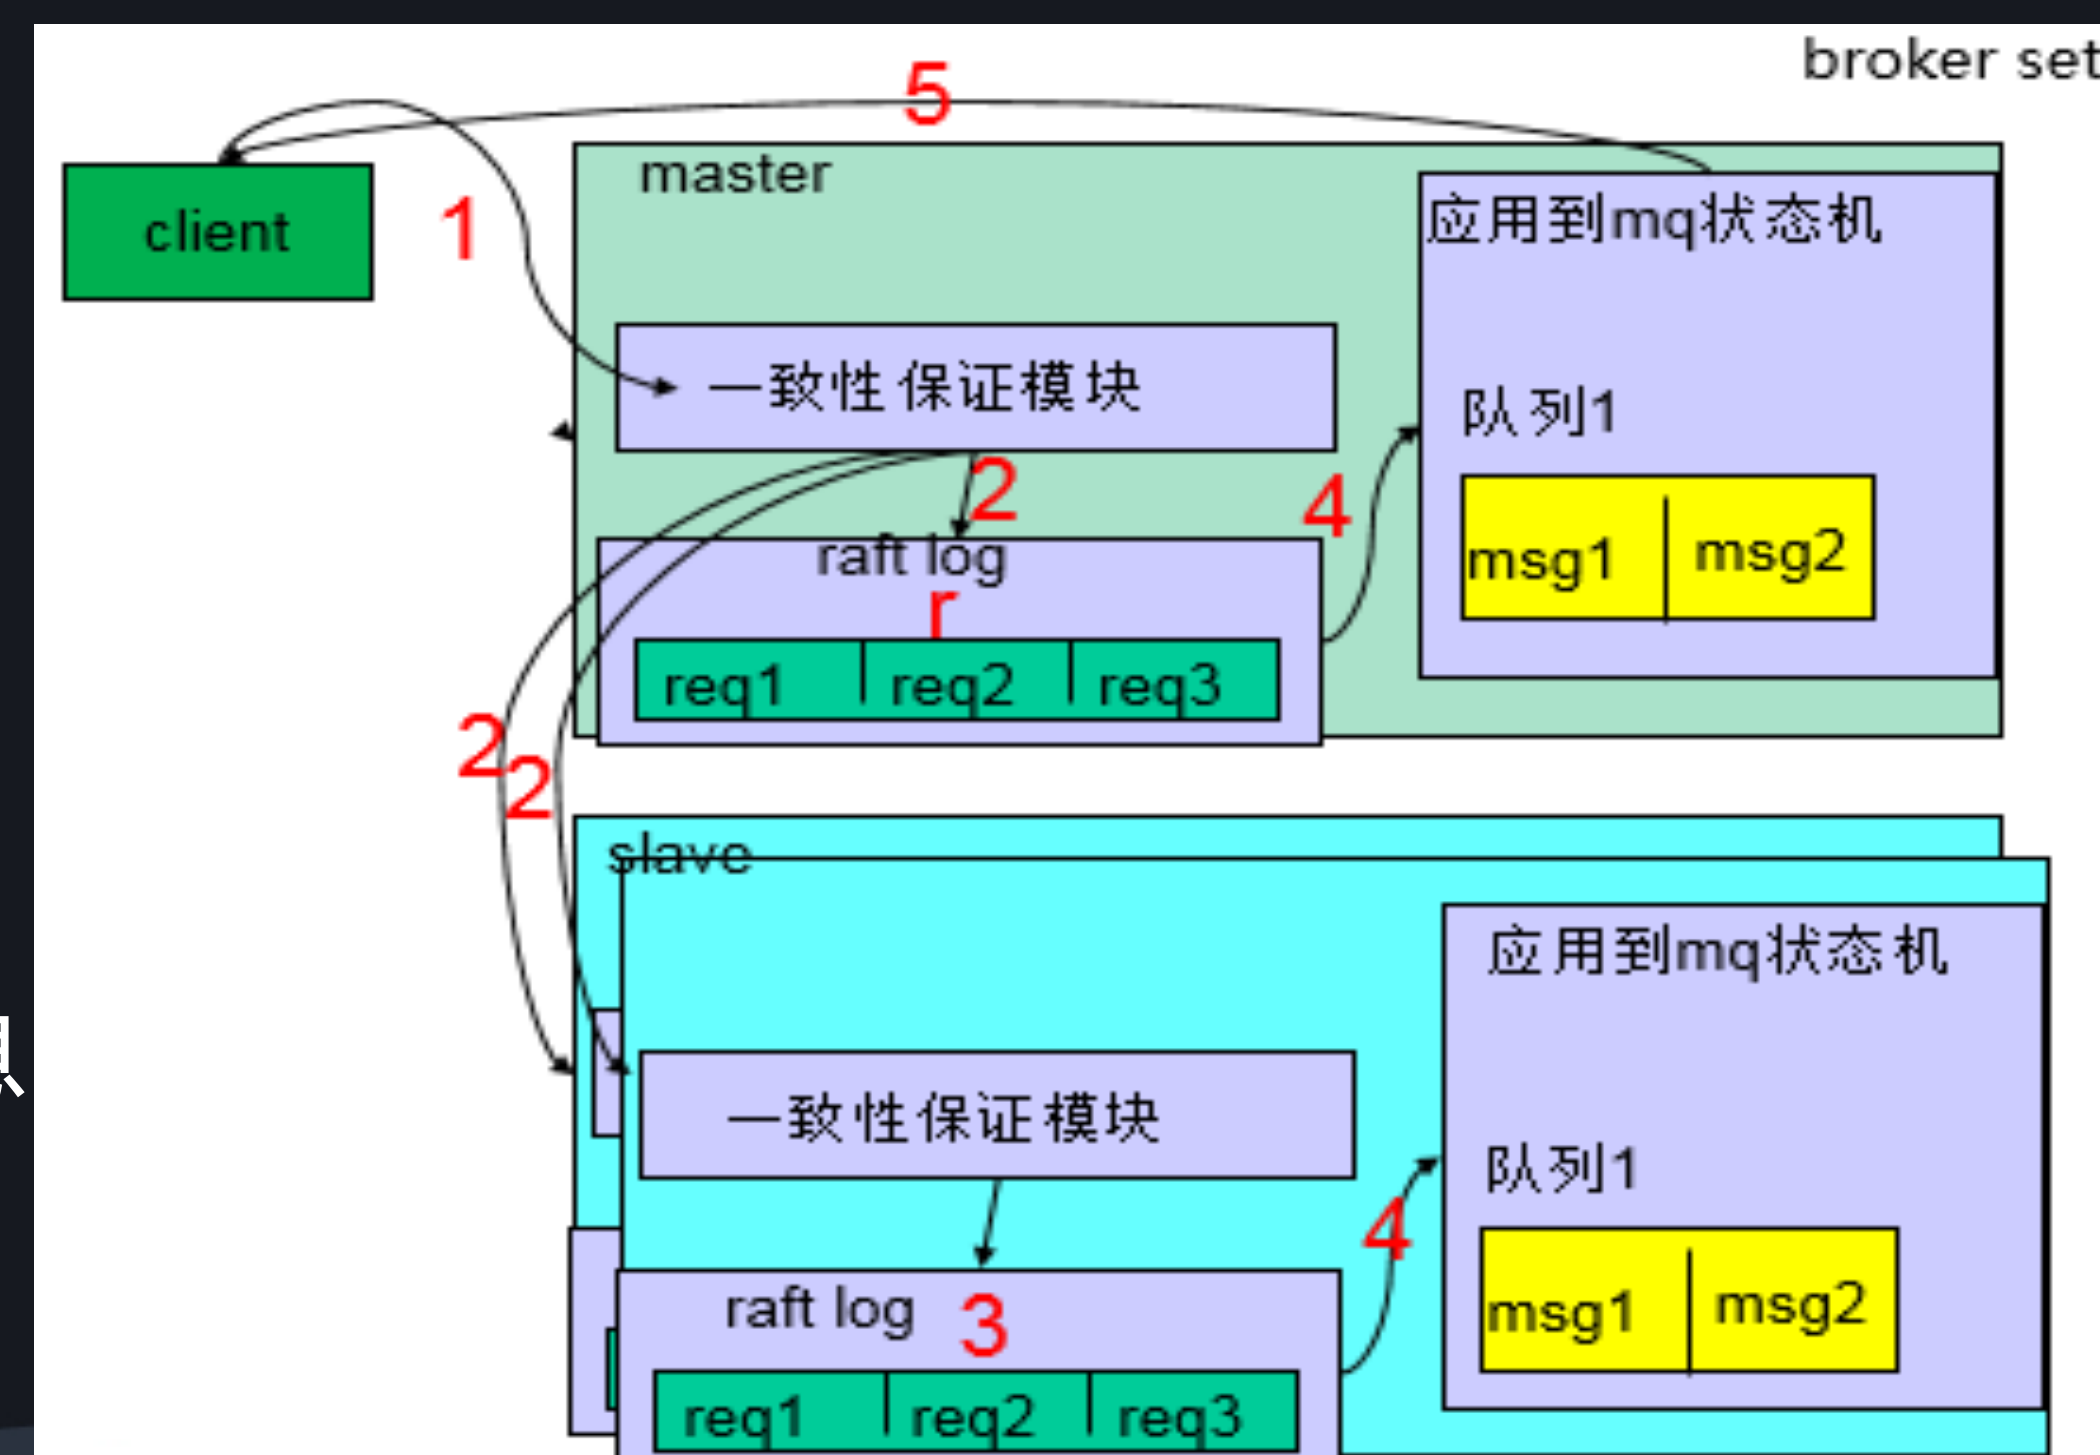 broker set
5
master
client
1
应用到mq状态机
一致性保证模块
队列1
2
4
raft log
msg1
msg2
r
req1
req2
req3
2
2
slave
应用到mq状态机
一致性保证模块
队列1
4
raft log
3
msg1
msg2
req1
req2
req3